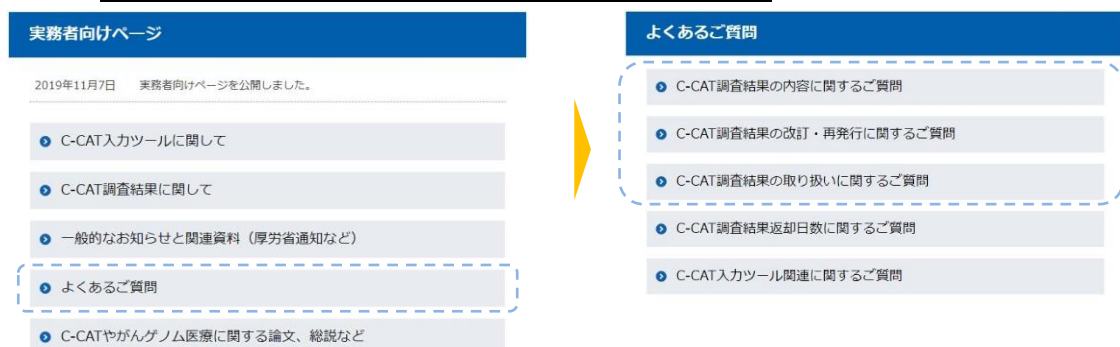 実務者向けページ
2019年11月7日 実務者向けページを公開しました。
C-CAT入力ツールに関して
C-CAT調査結果に関して
一般的なお知らせと関連資料（厚労省通知など）
よくあるご質問
C-CATやがんゲノム医療に関する論文、総説など
よくあるご質問
C-CAT調査結果の内容に関するご質問
C-CAT調査結果の改訂・再発行に関するご質問
C-CAT調査結果の取り扱いに関するご質問
C-CAT調査結果返却日数に関するご質問
C-CAT入力ツール関連に関するご質問